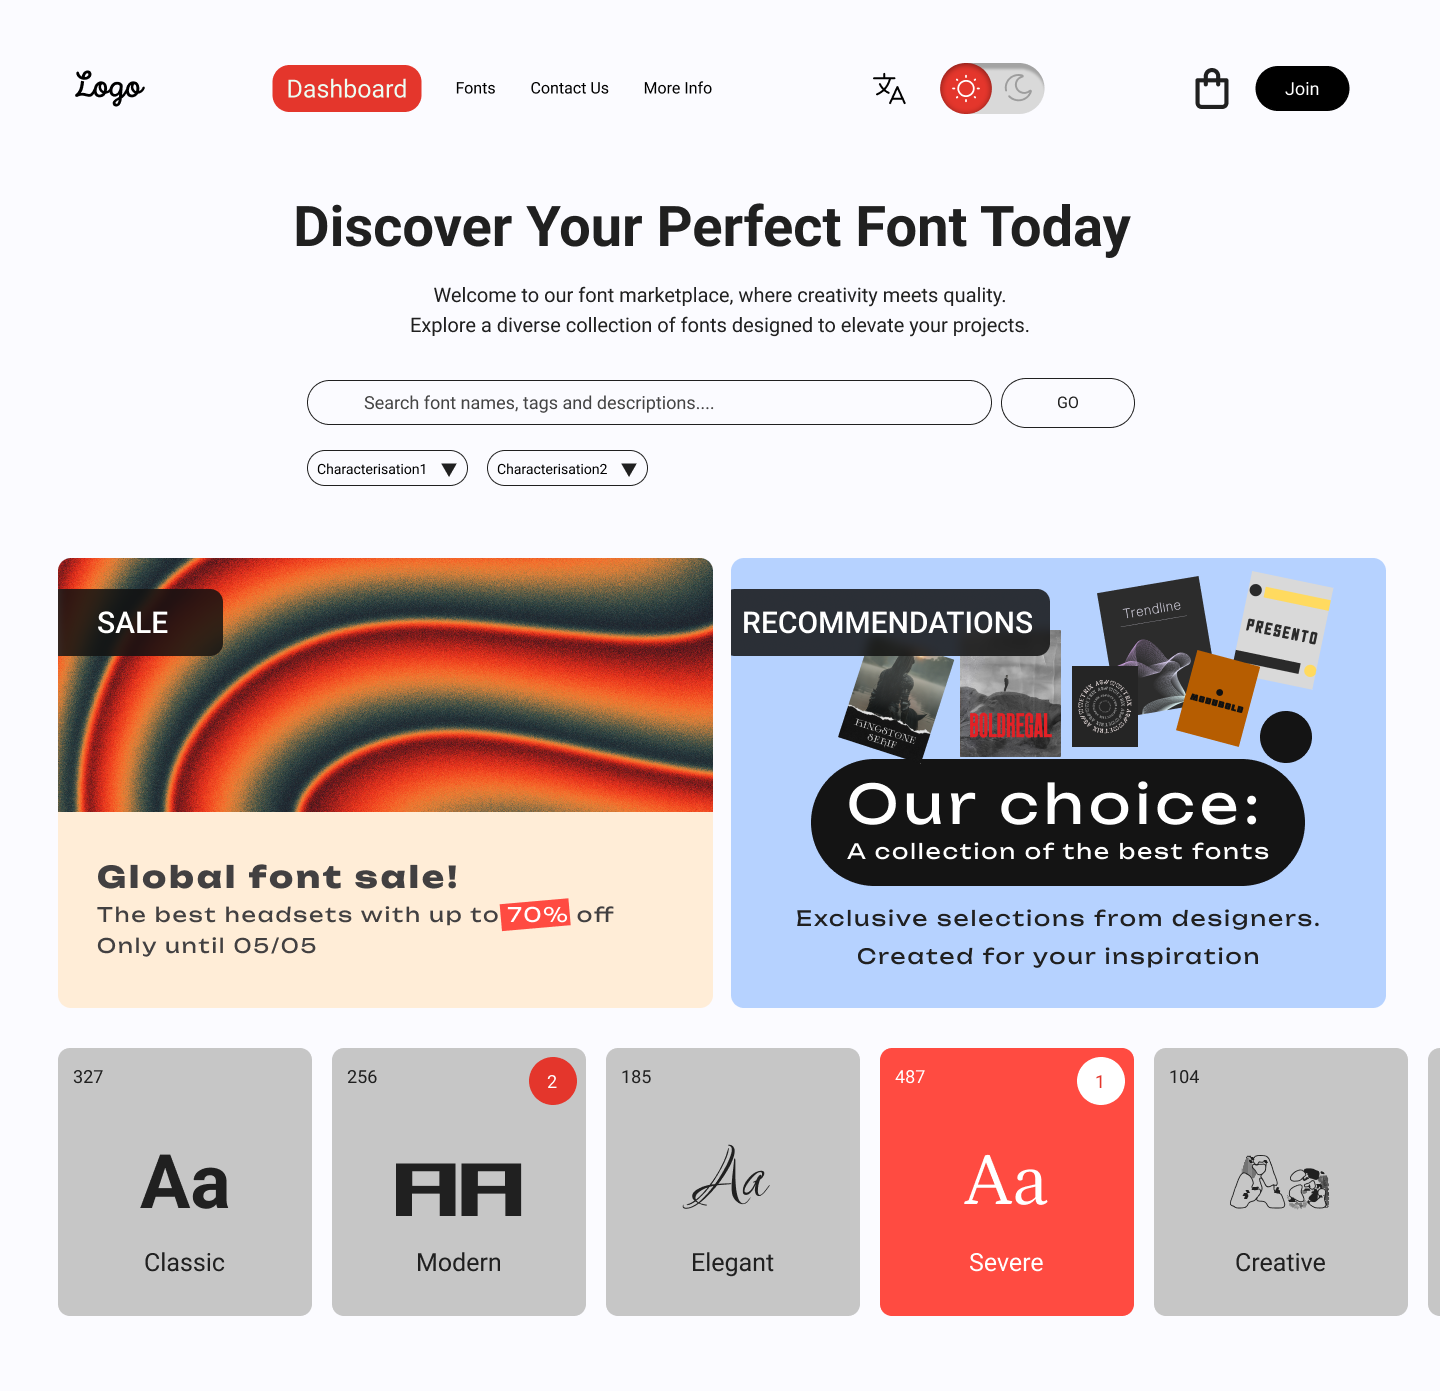 Logo
Dashboard
Fonts
Contact Us
More Info
Join
Discover Your Perfect Font Today
Welcome to our font marketplace, where creativity meets quality.
Explore a diverse collection of fonts designed to elevate your projects.
Search font names, tags and descriptions....
GO
Characterisation1
Characterisation2
SALE
Global font sale!
The best headsets with up to 70% off
Only until 05/05
RECOMMENDATIONS
Trendline
PRESENTO
KINGSTONE
SERIF
BOLDREGAL
MODUBOLD
Our choice:
A collection of the best fonts
Exclusive selections from designers.
Created for your inspiration
327
Aa
Classic
256
2
AA
Modern
185
Aa
Elegant
487
1
Aa
Severe
104
Aa
Creative